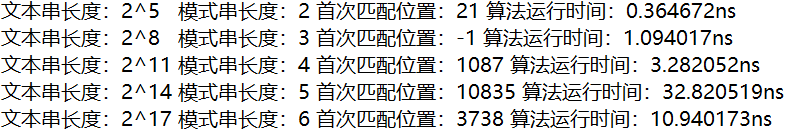 文本串长度：2^5 模式串长度：2 首次匹配位置：21 算法运行时间：0.364672ns
文本串长度：2^8 模式串长度：3 首次匹配位置：-1 算法运行时间：1.094017ns
文本串长度：2^11 模式串长度：4 首次匹配位置：1087 算法运行时间：3.282052ns
文本串长度：2^14 模式串长度：5 首次匹配位置：10835 算法运行时间：32.820519ns
文本串长度：2^17 模式串长度：6 首次匹配位置：3738 算法运行时间：10.940173ns